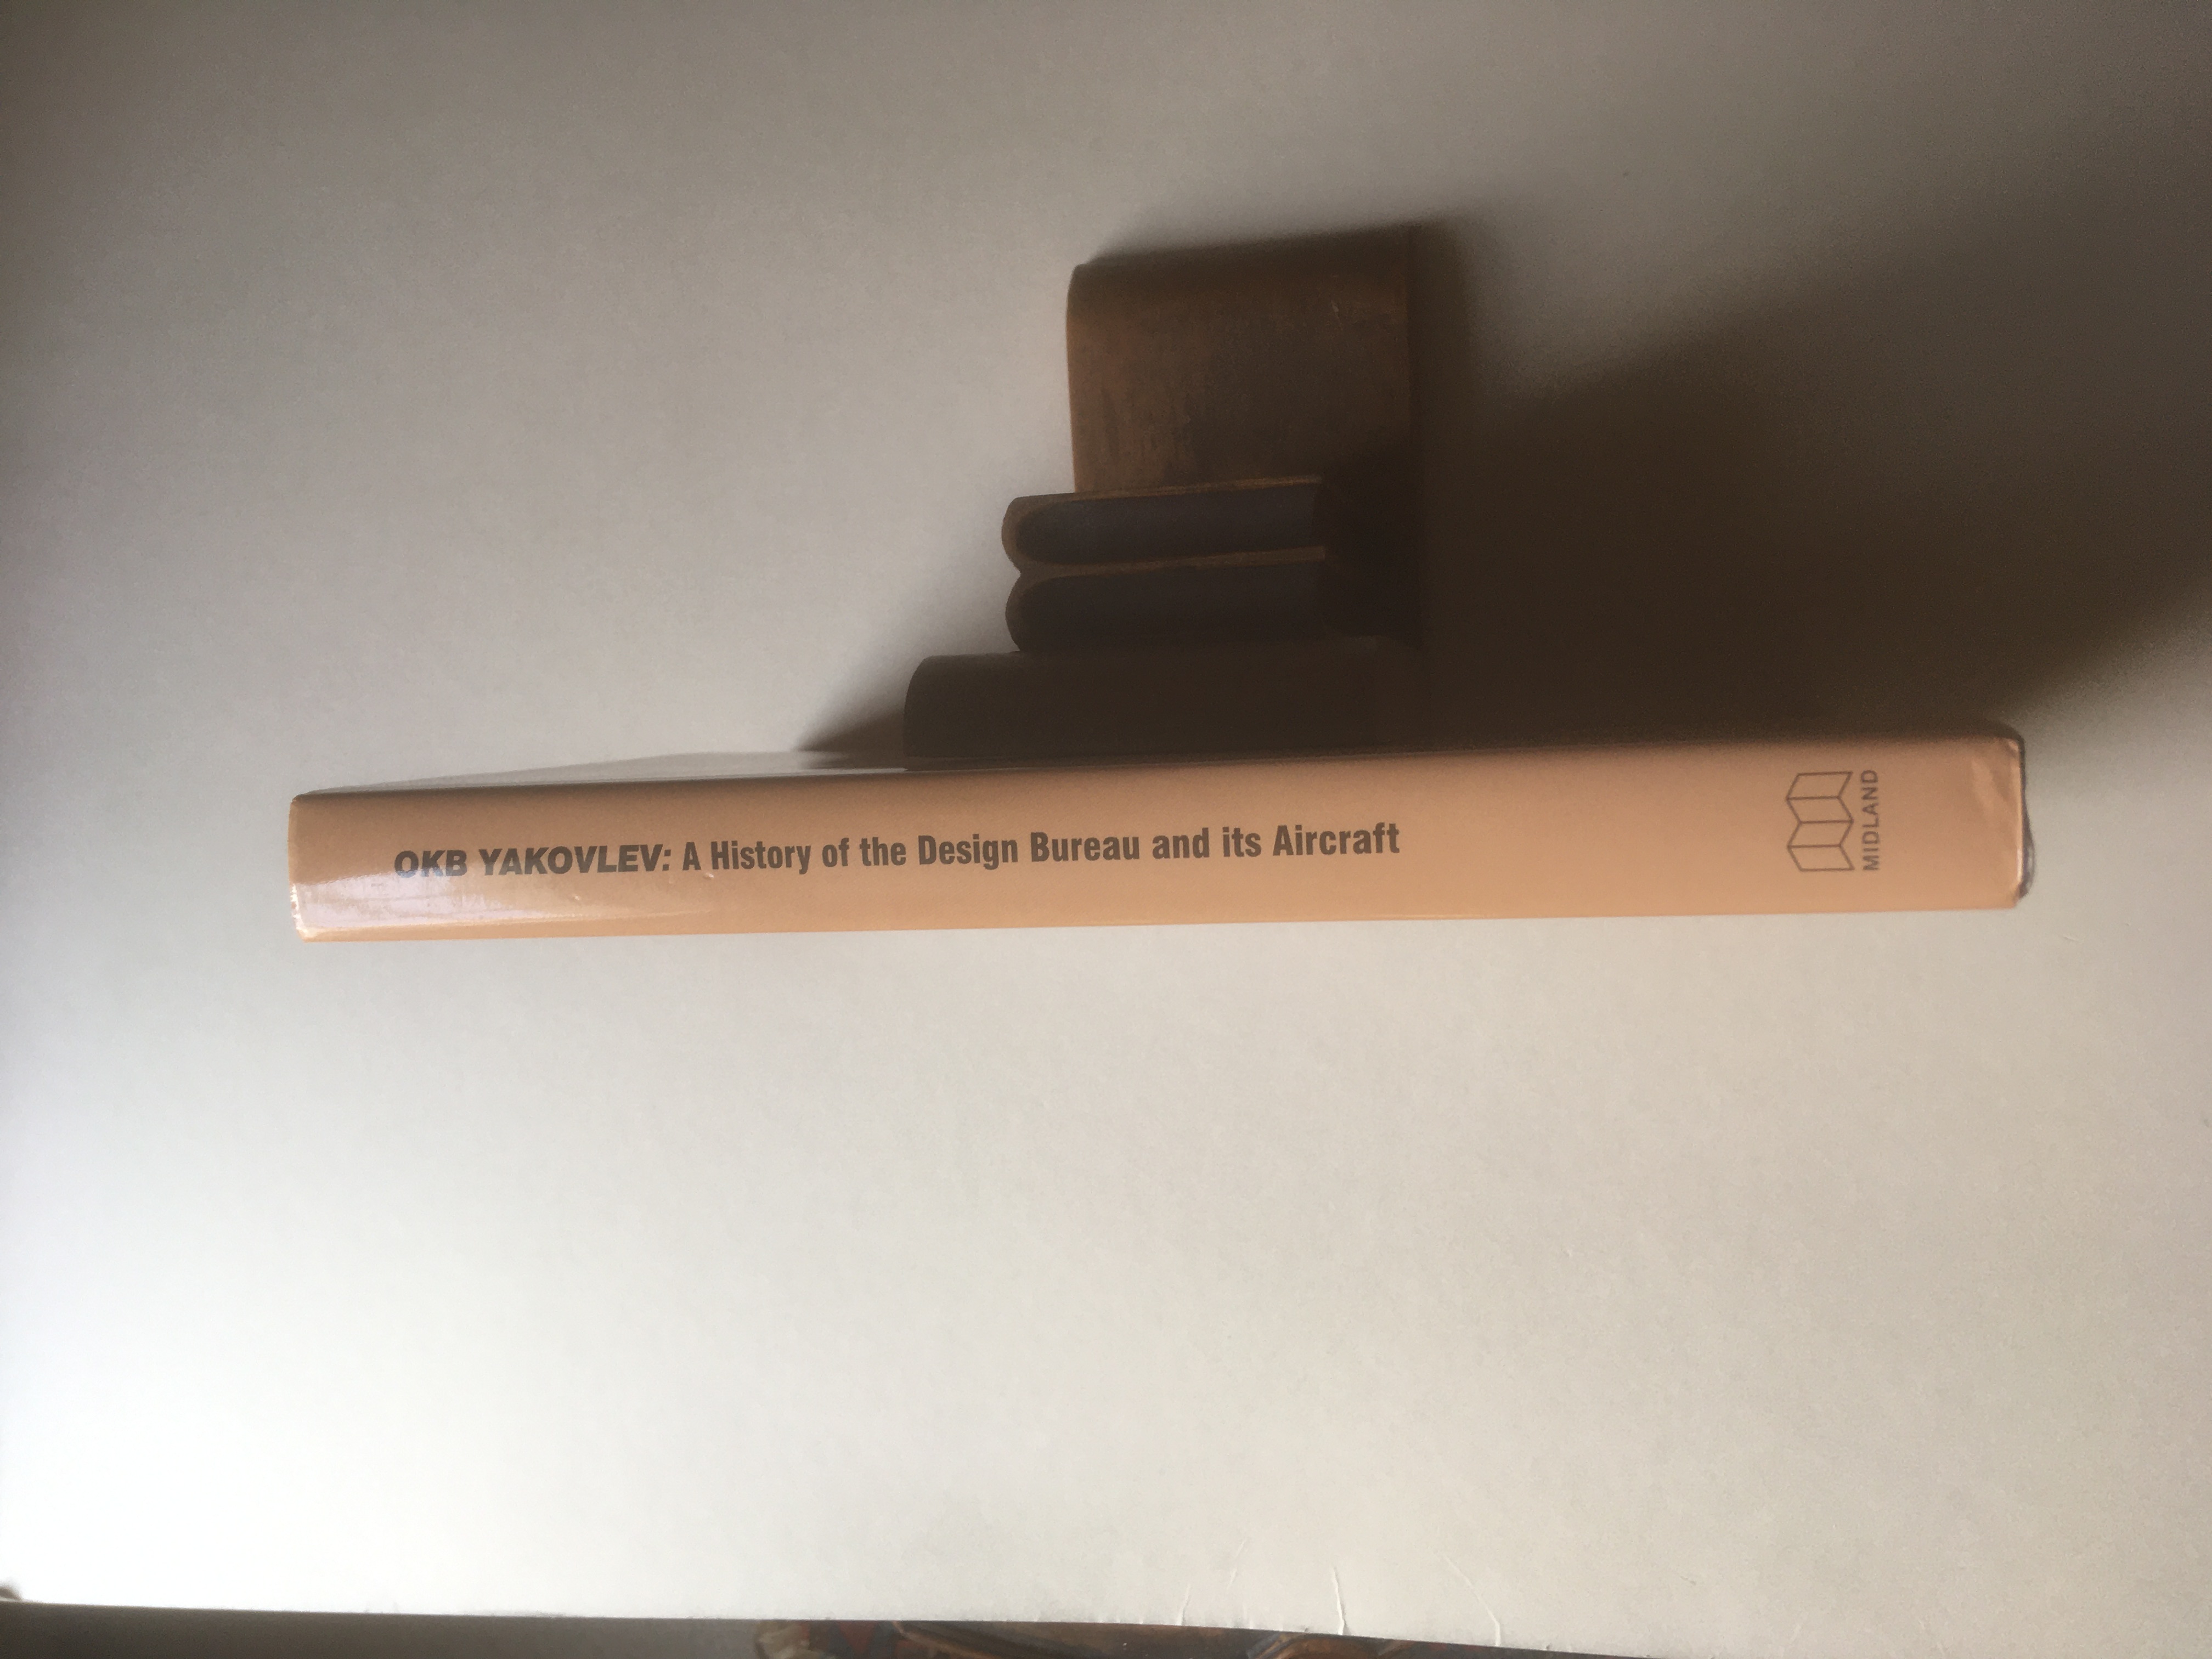 OKB YAKOVLEV: A History of the Design Bureau and its Aircraft
MIDLAND